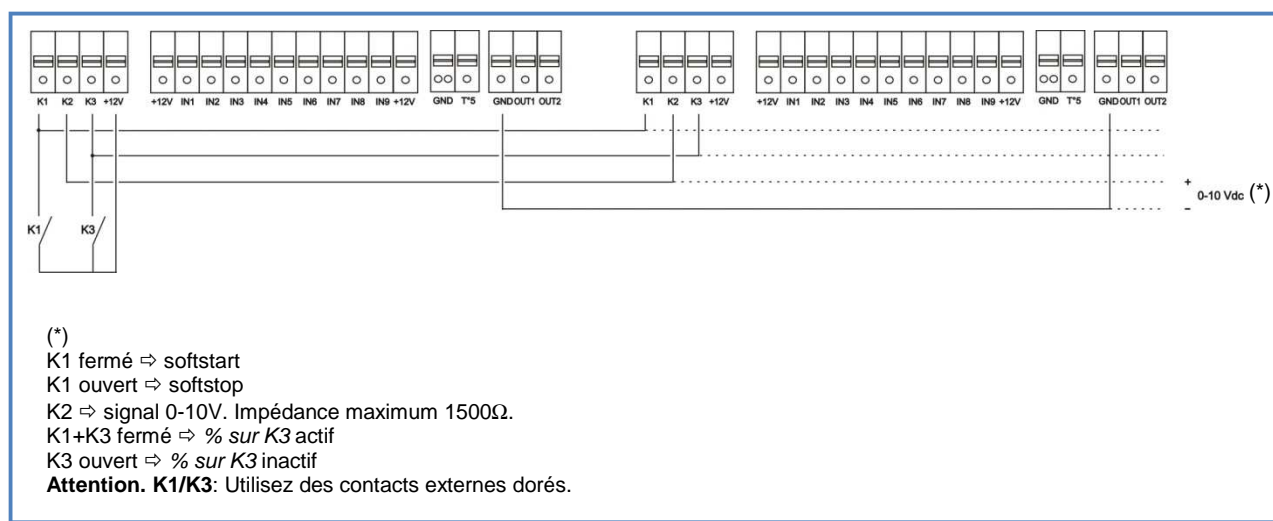 K1 K2 K3 +12V +12V IN1 IN2 IN3 IN4 IN5 IN6 IN7 IN8 IN9 +12V GND T°5 GND OUT1 OUT2 K1 K2 K3 +12V +12V IN1 IN2 IN3 IN4 IN5 IN6 IN7 IN8 IN9 +12V GND T°5 GND OUT1 OUT2
+
0-10 Vdc (*)
–
K1 K3
(*)
K1 fermé ⇨ softstart
K1 ouvert ⇨ softstop
K2 ⇨ signal 0-10V. Impédance maximum 1500Ω.
K1+K3 fermé ⇨ % sur K3 actif
K3 ouvert ⇨ % sur K3 inactif
Attention. K1/K3: Utilisez des contacts externes dorés.